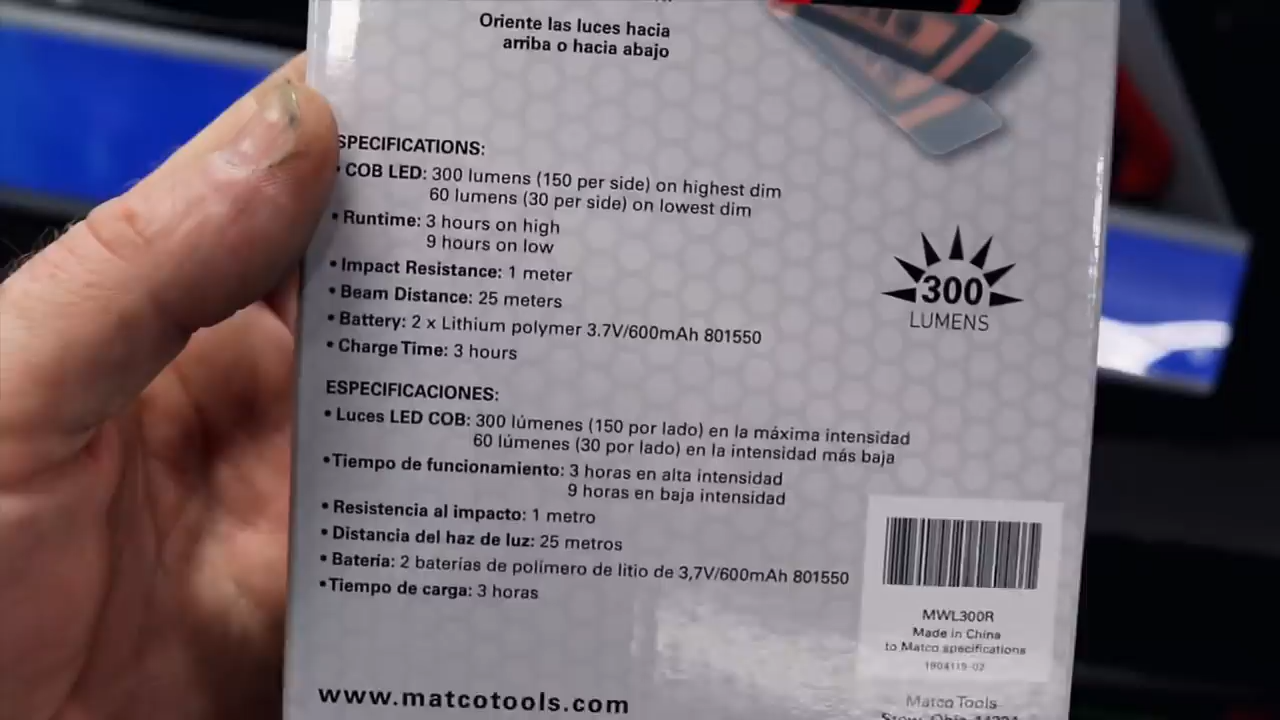 Oriente las luces hacia
arriba o hacia abajo
SPECIFICATIONS:
• COB LED: 300 lumens (150 per side) on highest dim
60 lumens (30 per side) on lowest dim
• Runtime: 3 hours on high
9 hours on low
• Impact Resistance: 1 meter
• Beam Distance: 25 meters
• Battery: 2 x Lithium polymer 3.7V/600mAh 801550
• Charge Time: 3 hours
300
LUMENS
ESPECIFICACIONES:
• Luces LED COB: 300 lúmenes (150 por lado) en la máxima intensidad
60 lúmenes (30 por lado) en la intensidad más baja
• Tiempo de funcionamiento: 3 horas en alta intensidad
9 horas en baja intensidad
• Resistencia al impacto: 1 metro
• Distancia del haz de luz: 25 metros
• Batería: 2 baterías de polímero de litio de 3,7V/600mAh 801550
• Tiempo de carga: 3 horas
MWL300R
Made in China
to Matco specifications
1904119-02
www.matcotools.com
Matco Tools
Stow, Ohio